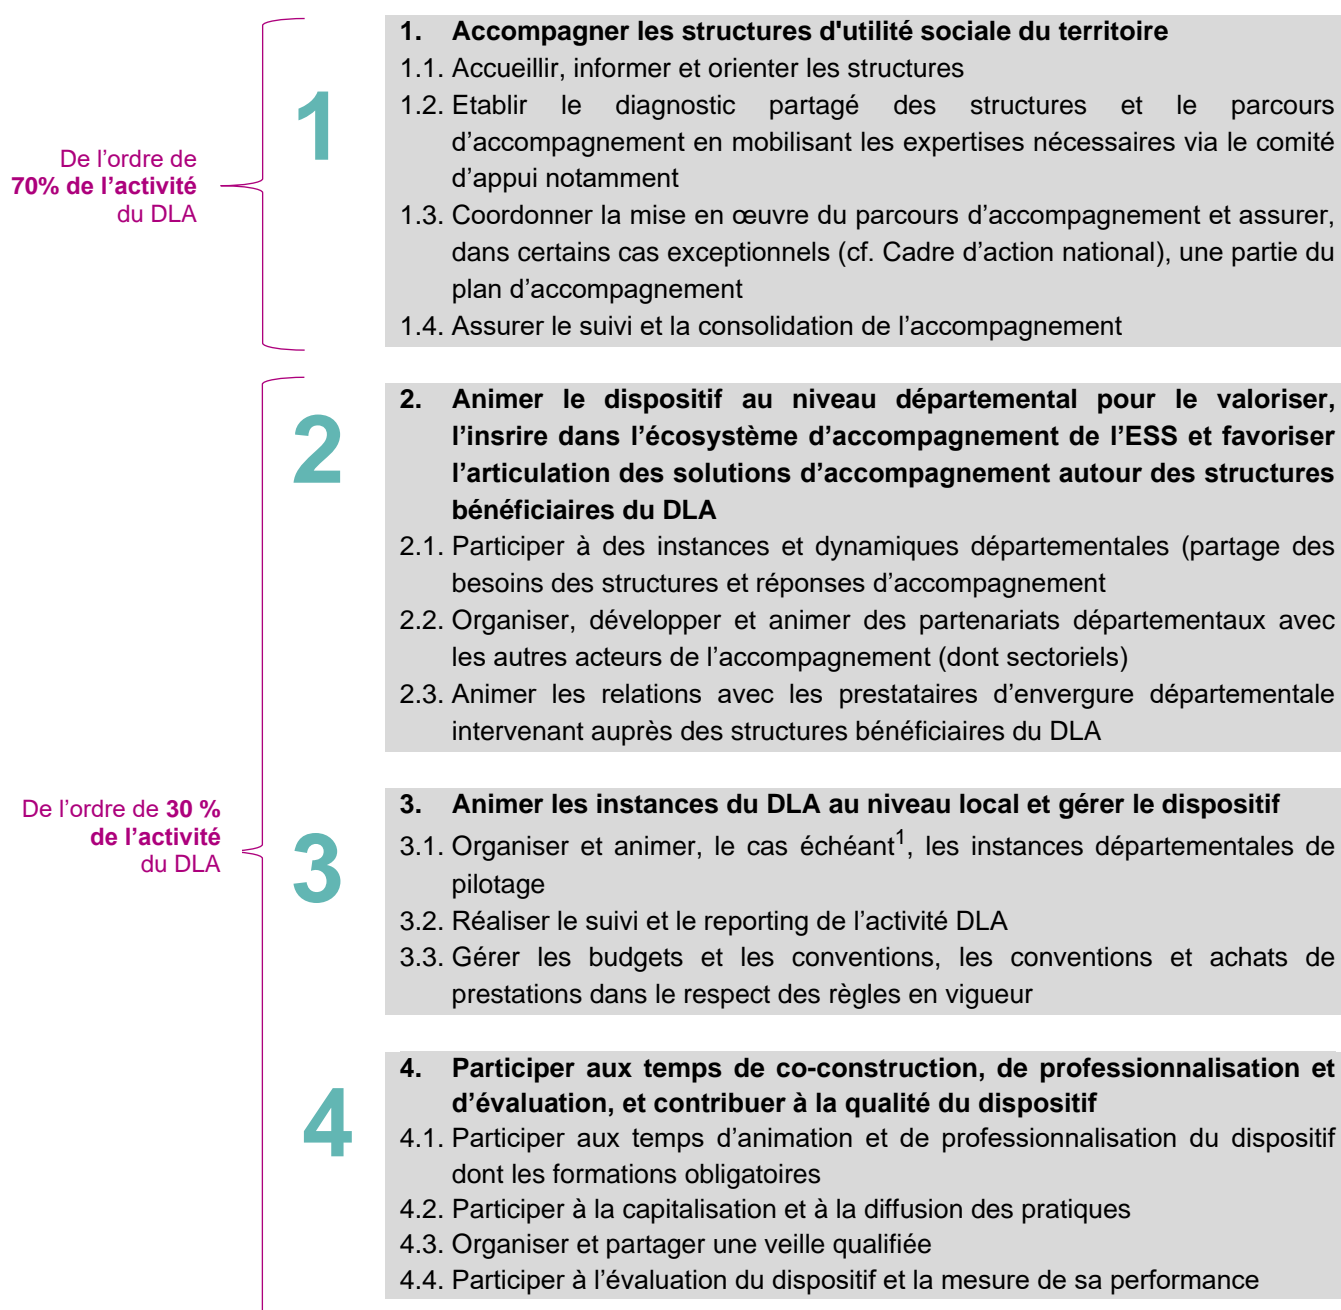 1. Accompagner les structures d'utilité sociale du territoire
1.1. Accueillir, informer et orienter les structures
1
1.2. Etablir le diagnostic partagé des structures et le parcours
d’accompagnement en mobilisant les expertises nécessaires via le comité
d’appui notamment
De l’ordre de
70% de l’activité
du DLA
1.3. Coordonner la mise en œuvre du parcours d’accompagnement et assurer,
dans certains cas exceptionnels (cf. Cadre d’action national), une partie du
plan d’accompagnement
1.4. Assurer le suivi et la consolidation de l’accompagnement
2
2. Animer le dispositif au niveau départemental pour le valoriser,
l’insrire dans l’écosystème d’accompagnement de l’ESS et favoriser
l’articulation des solutions d’accompagnement autour des structures
bénéficiaires du DLA
2.1. Participer à des instances et dynamiques départementales (partage des
besoins des structures et réponses d’accompagnement
2.2. Organiser, développer et animer des partenariats départementaux avec
les autres acteurs de l’accompagnement (dont sectoriels)
2.3. Animer les relations avec les prestataires d’envergure départementale
intervenant auprès des structures bénéficiaires du DLA
De l’ordre de 30 %
de l’activité
du DLA
3
3. Animer les instances du DLA au niveau local et gérer le dispositif
3.1. Organiser et animer, le cas échéant1, les instances départementales de
pilotage
3.2. Réaliser le suivi et le reporting de l’activité DLA
3.3. Gérer les budgets et les conventions, les conventions et achats de
prestations dans le respect des règles en vigueur
4
4. Participer aux temps de co-construction, de professionnalisation et
d’évaluation, et contribuer à la qualité du dispositif
4.1. Participer aux temps d’animation et de professionnalisation du dispositif
dont les formations obligatoires
4.2. Participer à la capitalisation et à la diffusion des pratiques
4.3. Organiser et partager une veille qualifiée
4.4. Participer à l’évaluation du dispositif et la mesure de sa performance